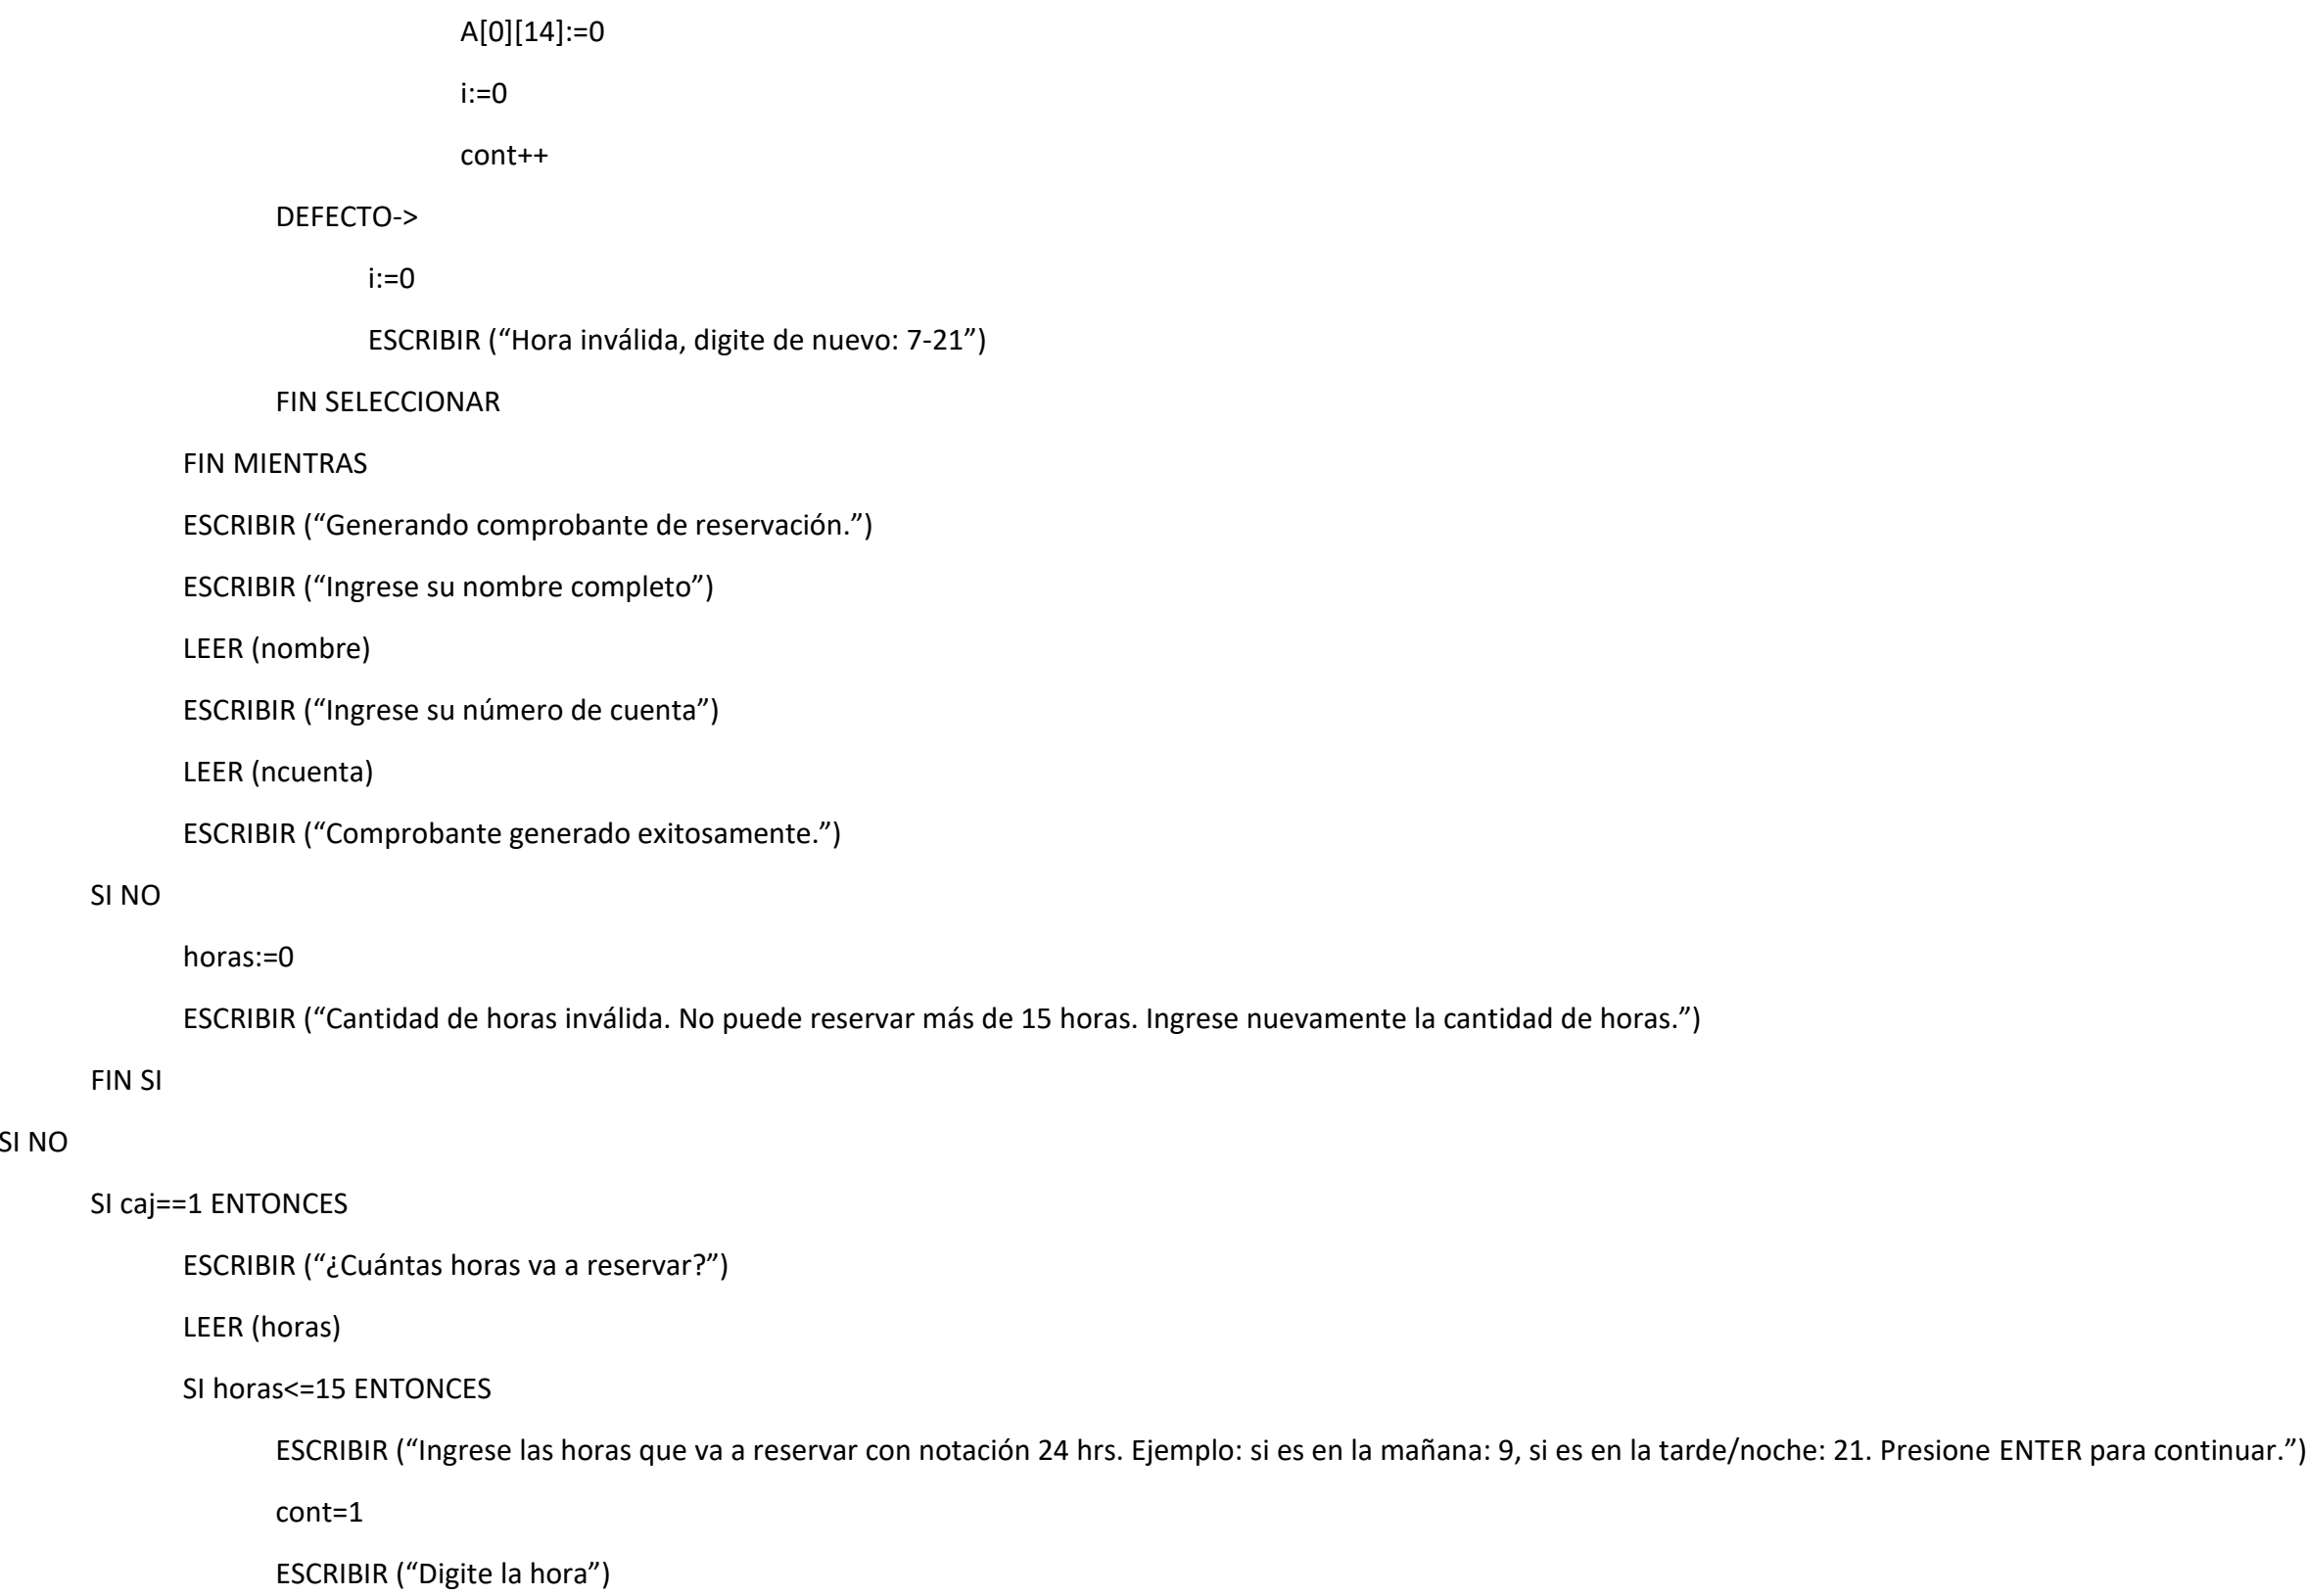 A[0][14]:=0
i:=0
cont++
DEFECTO->
i:=0
ESCRIBIR (“Hora inválida, digite de nuevo: 7-21”)
FIN SELECCIONAR
FIN MIENTRAS
ESCRIBIR (“Generando comprobante de reservación.”)
ESCRIBIR (“Ingrese su nombre completo”)
LEER (nombre)
ESCRIBIR (“Ingrese su número de cuenta”)
LEER (ncuenta)
ESCRIBIR (“Comprobante generado exitosamente.”)
SI NO
horas:=0
ESCRIBIR (“Cantidad de horas inválida. No puede reservar más de 15 horas. Ingrese nuevamente la cantidad de horas.”)
FIN SI
SI NO
SI caj==1 ENTONCES
ESCRIBIR (“¿Cuántas horas va a reservar?”)
LEER (horas)
SI horas<=15 ENTONCES
ESCRIBIR (“Ingrese las horas que va a reservar con notación 24 hrs. Ejemplo: si es en la mañana: 9, si es en la tarde/noche: 21. Presione ENTER para continuar.”)
cont=1
ESCRIBIR (“Digite la hora”)